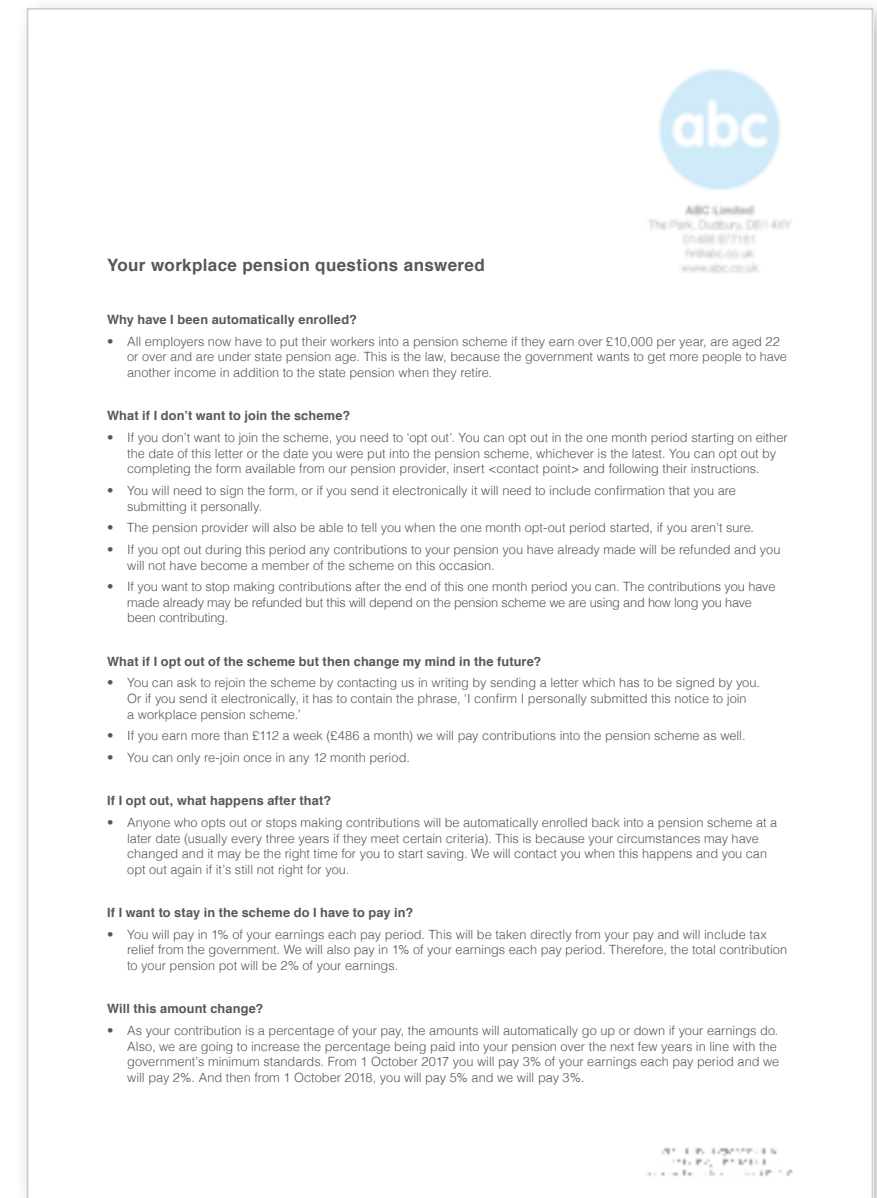 abc
ABC Limited
The Park, Dudbury, DB1 4XY
01486 877161
hr@abc.co.uk
www.abc.co.uk
Your workplace pension questions answered
Why have I been automatically enrolled?
• All employers now have to put their workers into a pension scheme if they earn over £10,000 per year, are aged 22
or over and are under state pension age. This is the law, because the government wants to get more people to have
another income in addition to the state pension when they retire.
What if I don’t want to join the scheme?
• If you don’t want to join the scheme, you need to ‘opt out’. You can opt out in the one month period starting on either
the date of this letter or the date you were put into the pension scheme, whichever is the latest. You can opt out by
completing the form available from our pension provider, insert <contact point> and following their instructions.
• You will need to sign the form, or if you send it electronically it will need to include confirmation that you are
submitting it personally.
• The pension provider will also be able to tell you when the one month opt-out period started, if you aren’t sure.
• If you opt out during this period any contributions to your pension you have already made will be refunded and you
will not have become a member of the scheme on this occasion.
• If you want to stop making contributions after the end of this one month period you can. The contributions you have
made already may be refunded but this will depend on the pension scheme we are using and how long you have
been contributing.
What if I opt out of the scheme but then change my mind in the future?
• You can ask to rejoin the scheme by contacting us in writing by sending a letter which has to be signed by you.
Or if you send it electronically, it has to contain the phrase, ‘I confirm I personally submitted this notice to join
a workplace pension scheme.’
• If you earn more than £112 a week (£486 a month) we will pay contributions into the pension scheme as well.
• You can only re-join once in any 12 month period.
If I opt out, what happens after that?
• Anyone who opts out or stops making contributions will be automatically enrolled back into a pension scheme at a
later date (usually every three years if they meet certain criteria). This is because your circumstances may have
changed and it may be the right time for you to start saving. We will contact you when this happens and you can
opt out again if it’s still not right for you.
If I want to stay in the scheme do I have to pay in?
• You will pay in 1% of your earnings each pay period. This will be taken directly from your pay and will include tax
relief from the government. We will also pay in 1% of your earnings each pay period. Therefore, the total contribution
to your pension pot will be 2% of your earnings.
Will this amount change?
• As your contribution is a percentage of your pay, the amounts will automatically go up or down if your earnings do.
Also, we are going to increase the percentage being paid into your pension over the next few years in line with the
government’s minimum standards. From 1 October 2017 you will pay 3% of your earnings each pay period and we
will pay 2%. And then from 1 October 2018, you will pay 5% and we will pay 3%.